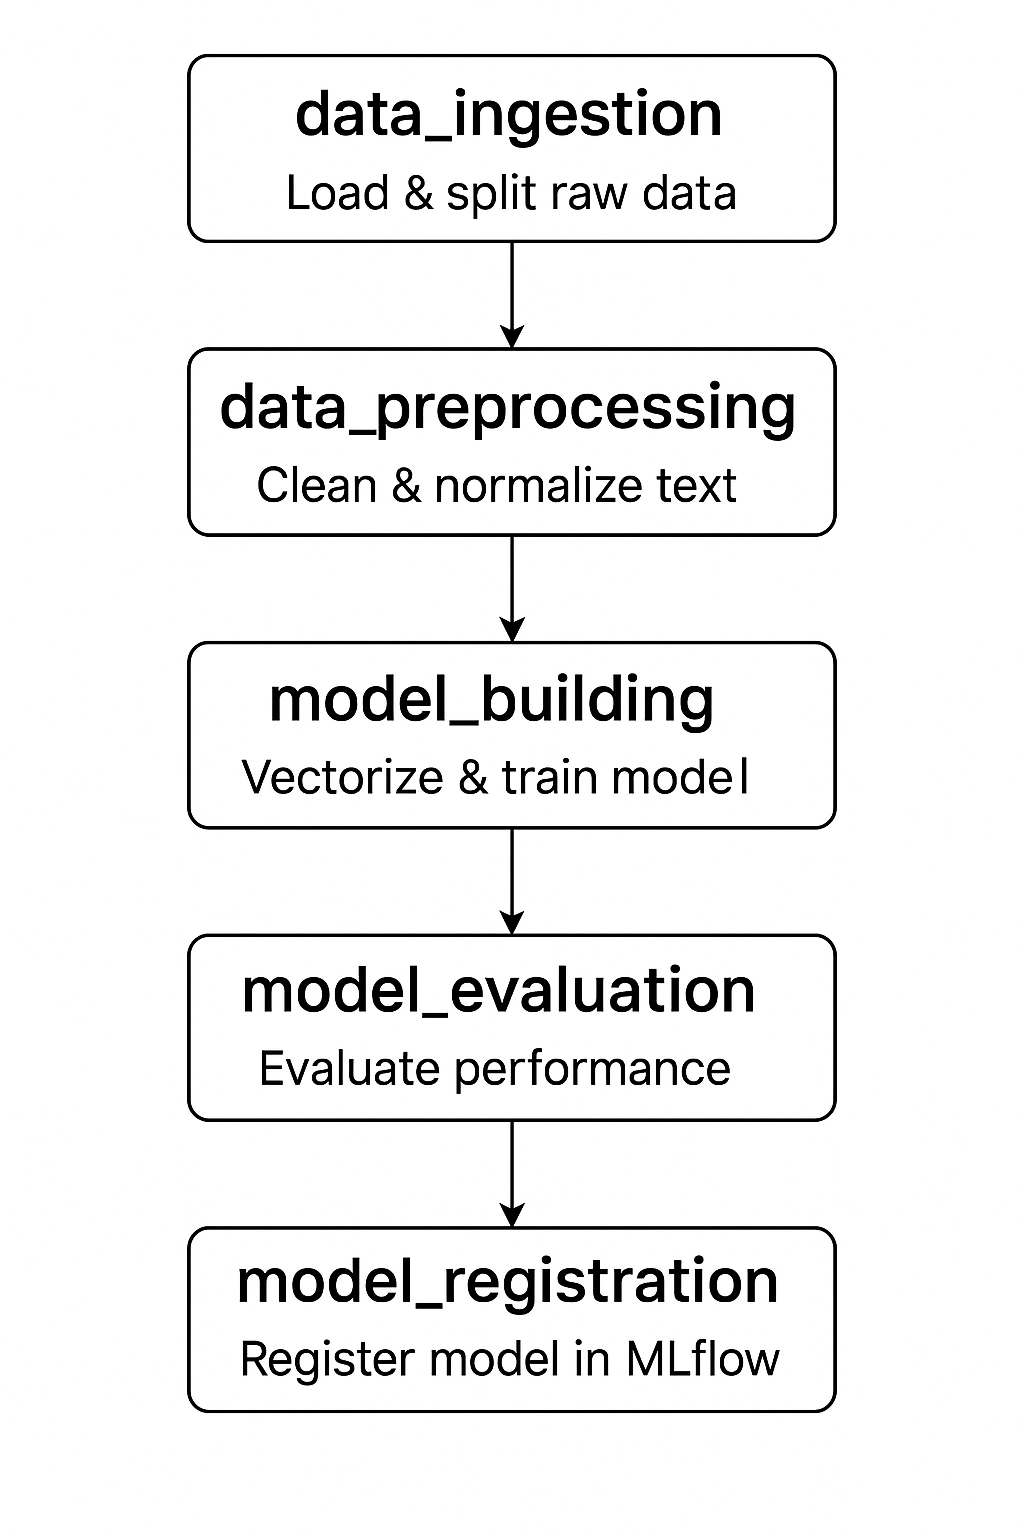 data_ingestion
Load & split raw data
data_preprocessing
Clean & normalize text
model_building
Vectorize & train model
model_evaluation
Evaluate performance
model_registration
Register model in MLflow